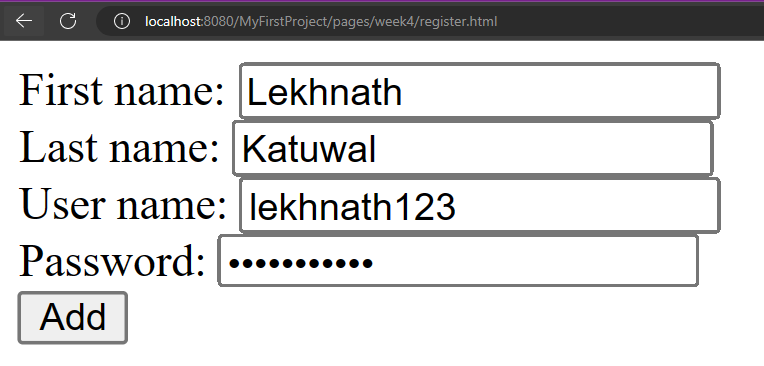 localhost:8080/MyFirstProject/pages/week4/register.html
First name: Lekhnath
Last name: Katuwal
User name: lekhnath123
Password: •••••••••••
Add